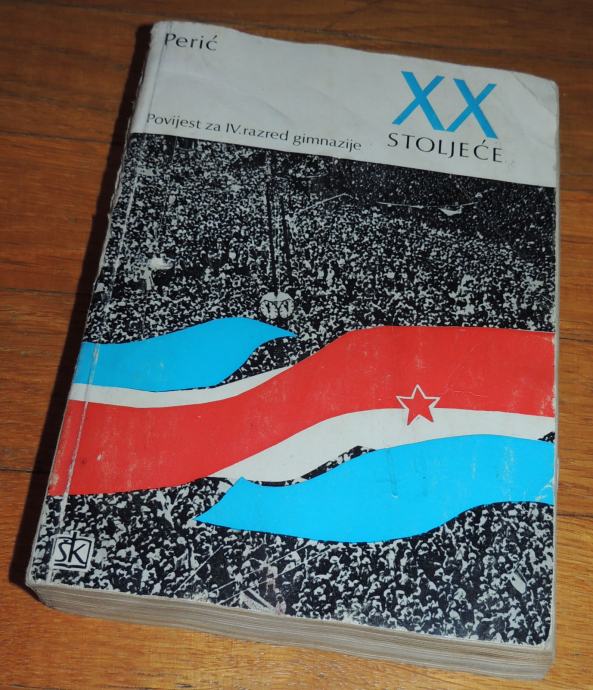 Perić
XX
STOLJEĆE
Povijest za IV.razred gimnazije
šk